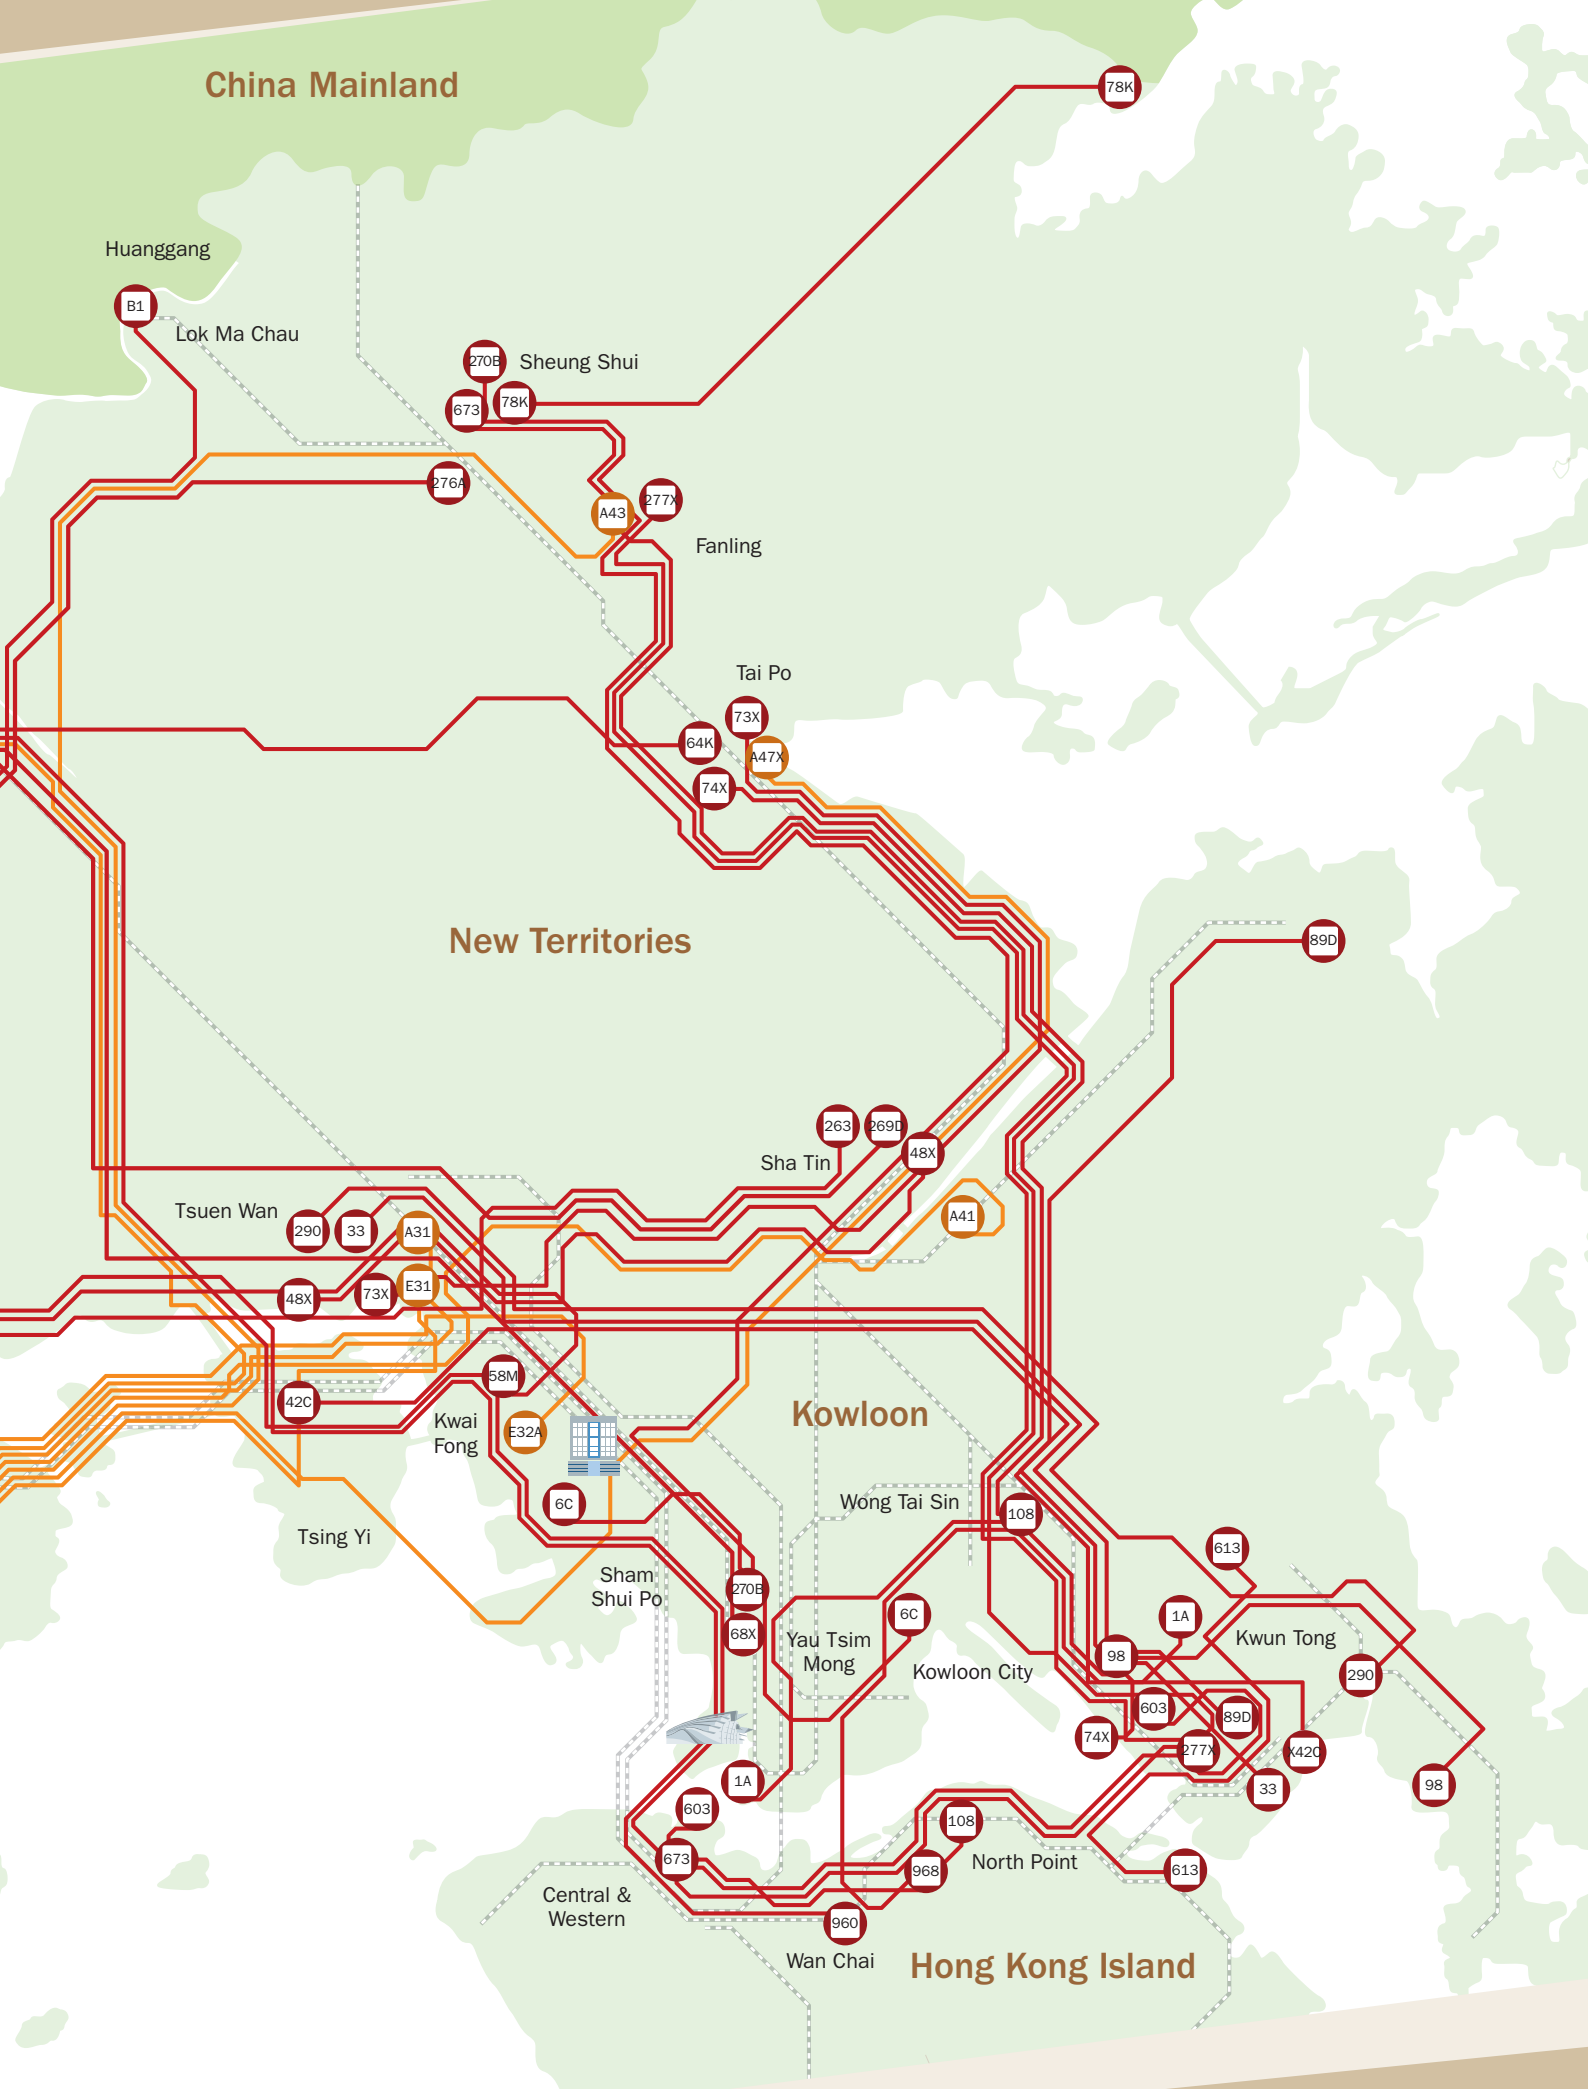 China Mainland
78K
Huanggang
B1
Lok Ma Chau
270B
Sheung Shui
673
78K
276A
A43
277X
Fanling
Tai Po
73X
64K
A47X
74X
New Territories
89D
263
269D
48X
Sha Tin
Tsuen Wan
290
33
A31
A41
48X
73X
E31
58M
42C
Kwai
Fong
E32A
Kowloon
6C
Wong Tai Sin
108
Tsing Yi
613
Sham
Shui Po
270B
6C
1A
68X
Yau Tsim
Mong
Kwun Tong
98
Kowloon City
290
603
89D
74X
277X
X42C
1A
33
98
603
108
673
North Point
968
613
Central &
Western
960
Wan Chai
Hong Kong Island